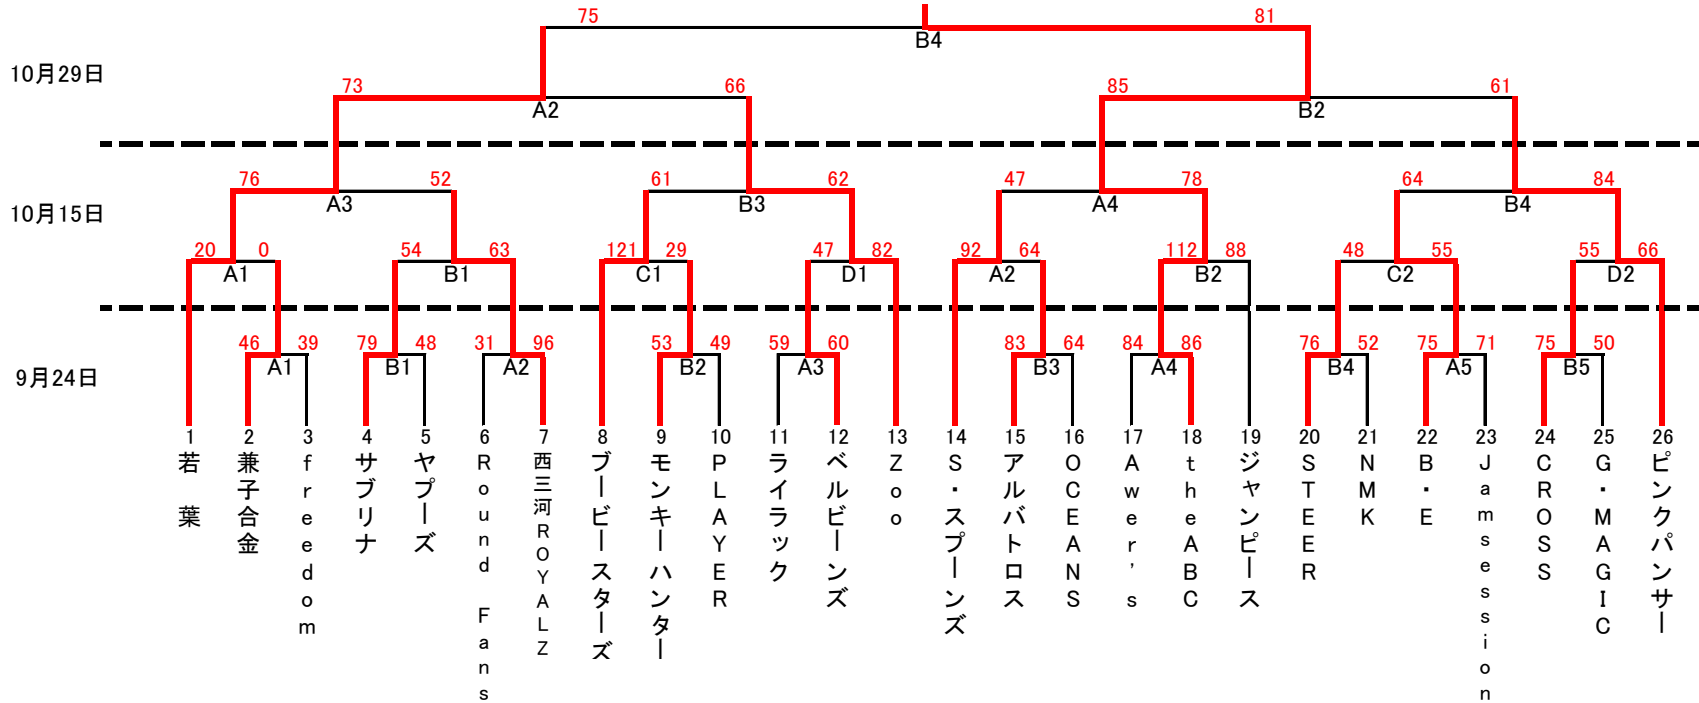 75 81
B4
10月29日
73 66 85 61
A2 B2
76 52 61 62 47 78 64 84
A3 B3 A4 B4
10月15日
20 0 54 63 121 29 47 82 92 64 112 88 48 55 55 66
A1 B1 C1 D1 A2 B2 C2 D2
46 39 79 48 31 96 53 49 59 60 83 64 84 86 76 52 75 71 75 50
A1 B1 A2 B2 A3 B3 A4 B4 A5 B5
9月24日
1 若葉
2 兼子合金
3 freedom
4 サブリナ
5 ヤプーズ
6 Round Fans
7 西三河ROYALZ
8 ブービースターズ
9 モンキーハンター
10 PLAYER
11 ライラック
12 ベルビーンズ
13 Zoo
14 S・スプーンズ
15 アルバトロス
16 OCEANS
17 Awer's
18 theABC
19 ジャンピース
20 STEER
21 NMK
22 B・E
23 Jamsession
24 CROSS
25 G・MAGIC
26 ピンクパンサー